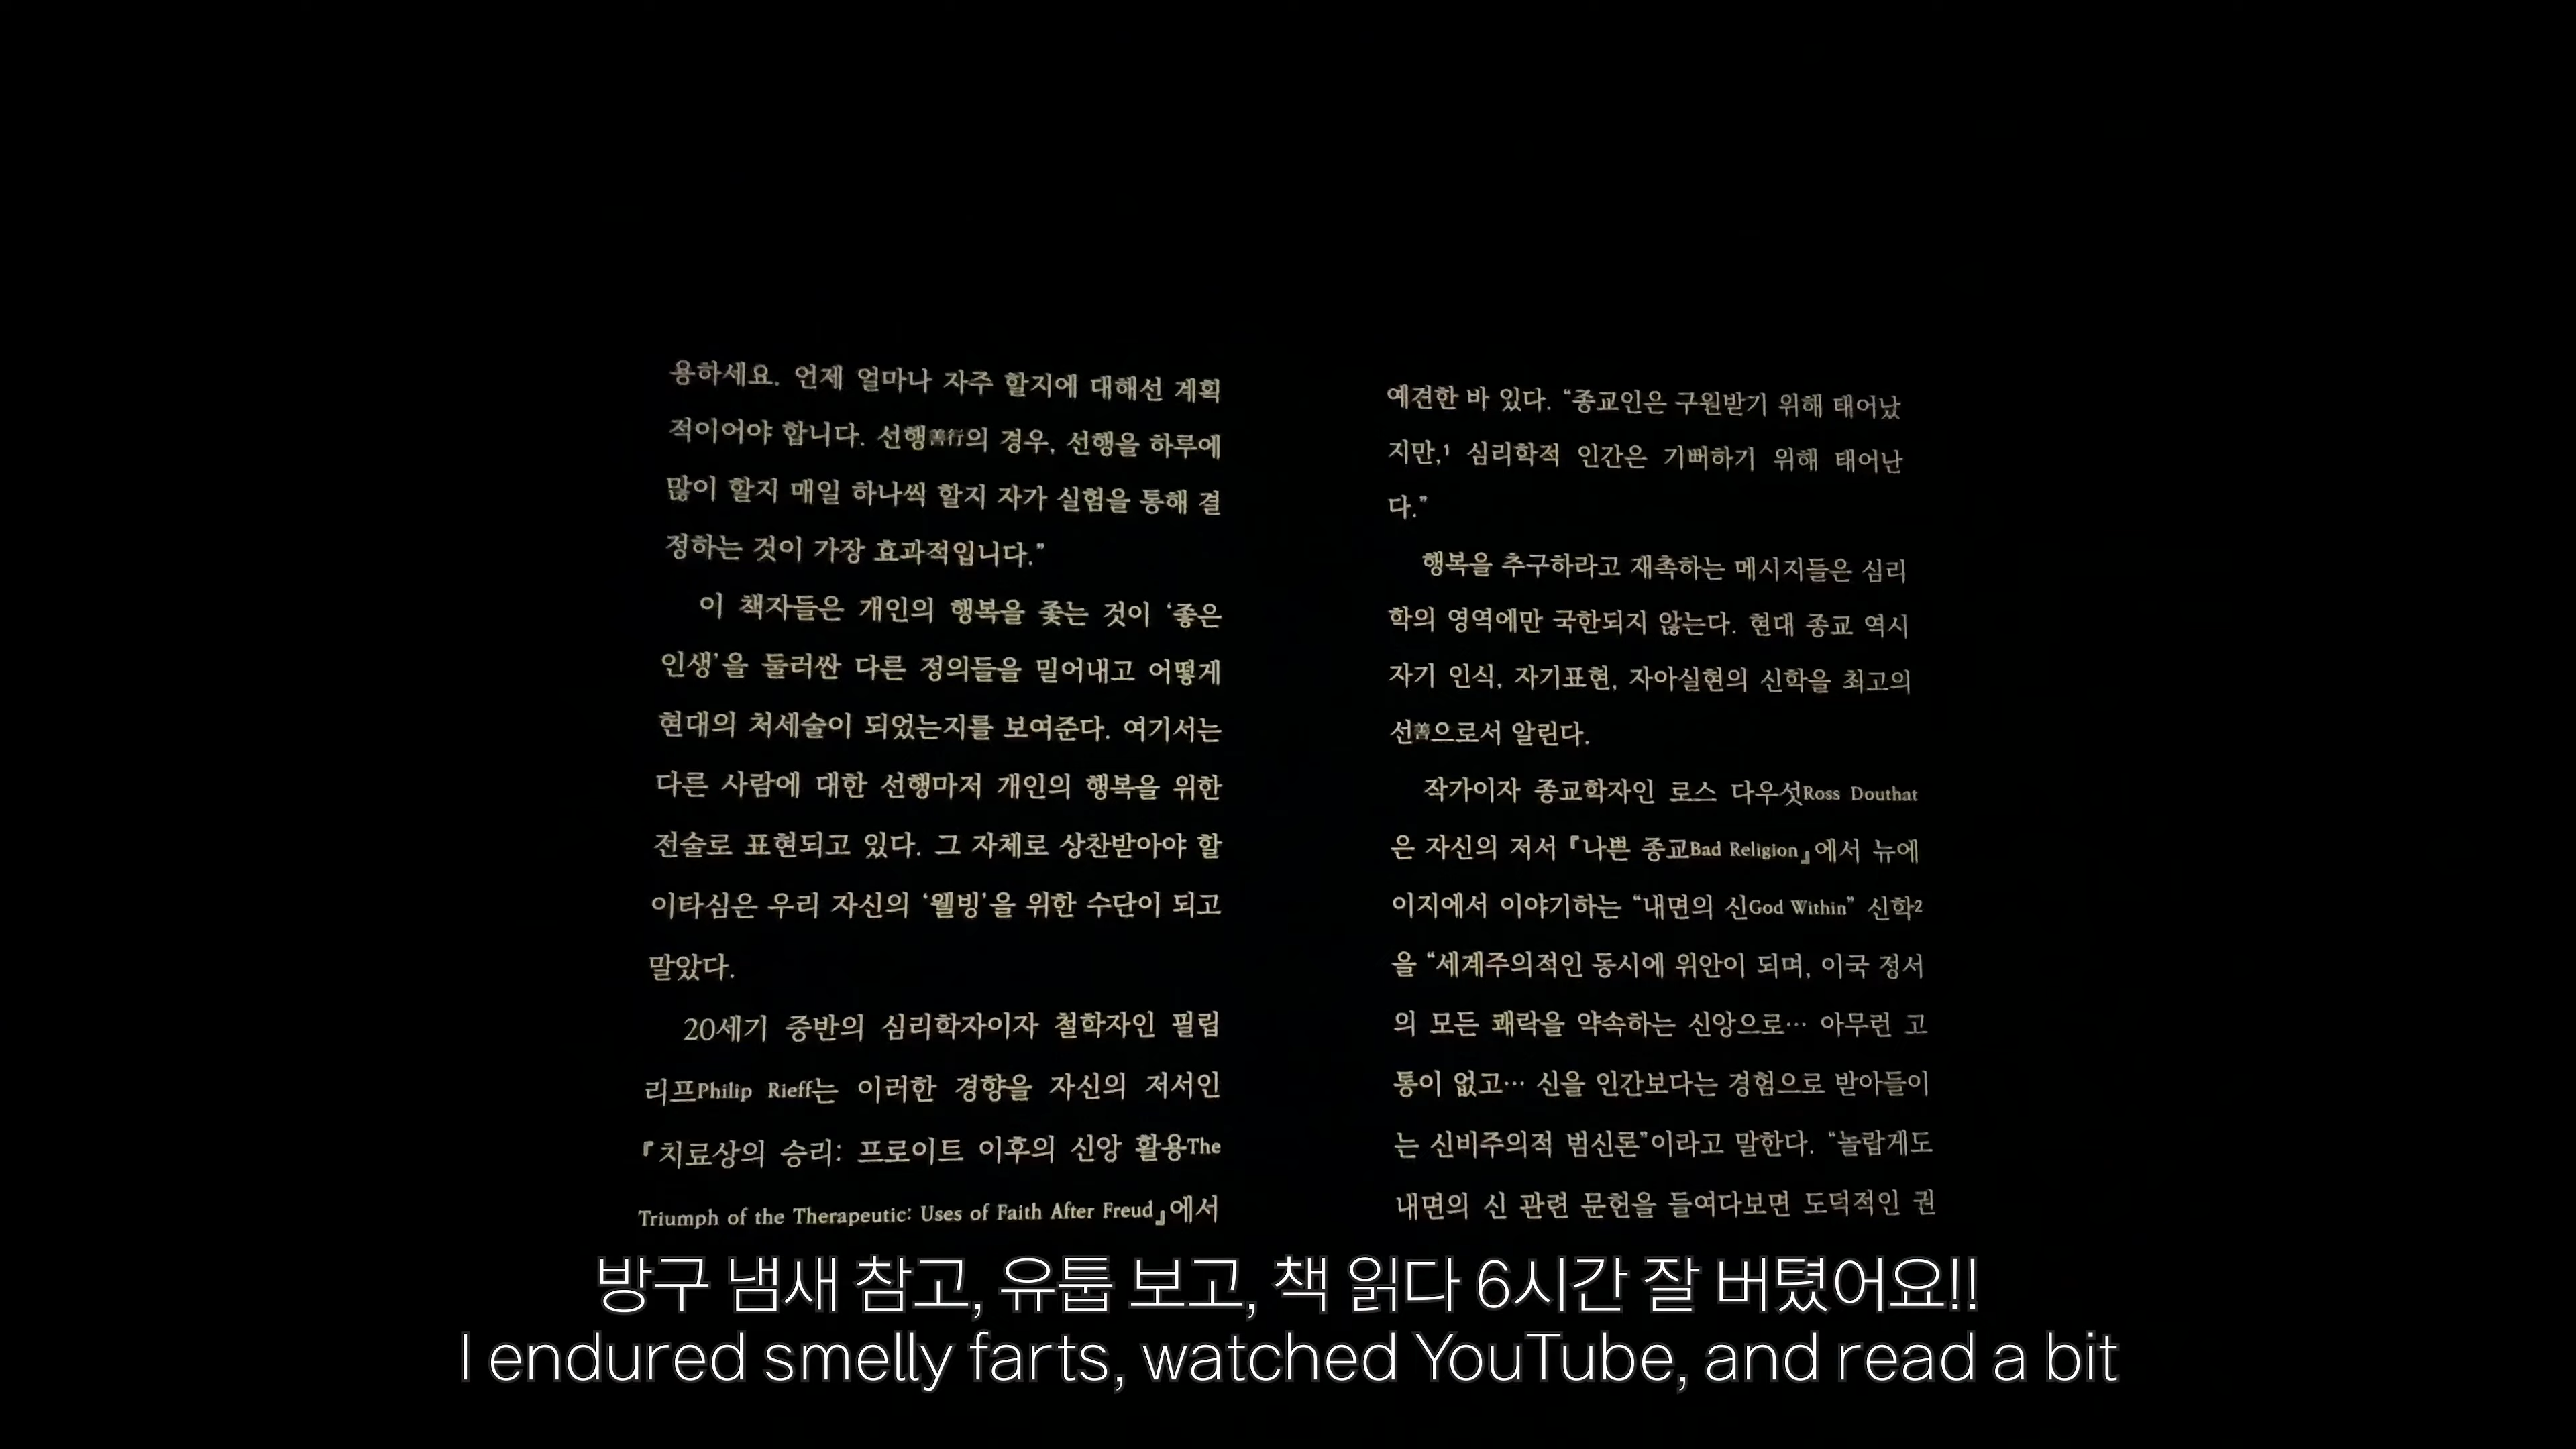 용하세요. 언제 얼마나 자주 할지에 대해선 계획
적이어야 합니다. 선행善行의 경우, 선행을 하루에
많이 할지 매일 하나씩 할지 자가 실험을 통해 결
정하는 것이 가장 효과적입니다.”
이 책자들은 개인의 행복을 좇는 것이 ‘좋은
인생’을 둘러싼 다른 정의들을 밀어내고 어떻게
현대의 처세술이 되었는지를 보여준다. 여기서는
다른 사람에 대한 선행마저 개인의 행복을 위한
전술로 표현되고 있다. 그 자체로 상찬받아야 할
이타심은 우리 자신의 ‘웰빙’을 위한 수단이 되고
말았다.
20세기 중반의 심리학자이자 철학자인 필립
리프Philip Rieff는 이러한 경향을 자신의 저서인
『치료상의 승리: 프로이트 이후의 신앙 활용The
Triumph of the Therapeutic: Uses of Faith After Freud』에서
예견한 바 있다. “종교인은 구원받기 위해 태어났
지만,¹ 심리학적 인간은 기뻐하기 위해 태어난
다.”
행복을 추구하라고 재촉하는 메시지들은 심리
학의 영역에만 국한되지 않는다. 현대 종교 역시
자기 인식, 자기표현, 자아실현의 신학을 최고의
선善으로서 알린다.
작가이자 종교학자인 로스 다우섯Ross Douthat
은 자신의 저서 『나쁜 종교Bad Religion』에서 뉴에
이지에서 이야기하는 “내면의 신God Within” 신학²
을 “세계주의적인 동시에 위안이 되며, 이국 정서
의 모든 쾌락을 약속하는 신앙으로… 아무런 고
통이 없고… 신을 인간보다는 경험으로 받아들이
는 신비주의적 범신론”이라고 말한다. “놀랍게도
내면의 신 관련 문헌을 들여다보면 도덕적인 권
방구 냄새 참고, 유툽 보고, 책 읽다 6시간 잘 버텼어요!!
I endured smelly farts, watched YouTube, and read a bit